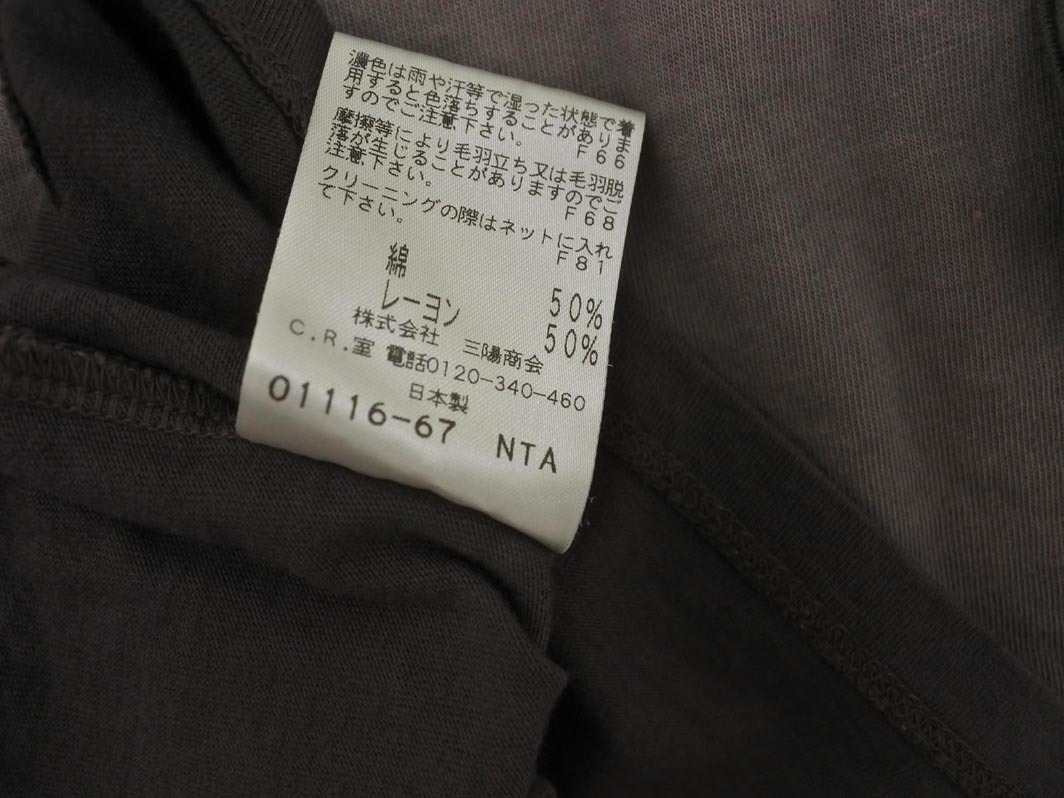 濃色は雨や汗等で湿った状態で着
用すると色落ちすることがありま
すのでご注意下さい。 F66
摩擦等により毛羽立ち又は毛羽脱
落が生じることがありますのでご
注意下さい。 F68
クリーニングの際はネットに入れ
て下さい。 F81
綿 50%
レーヨン 50%
株式会社 三陽商会
C.R.室 電話0120-340-460
日本製
01116-67 NTA